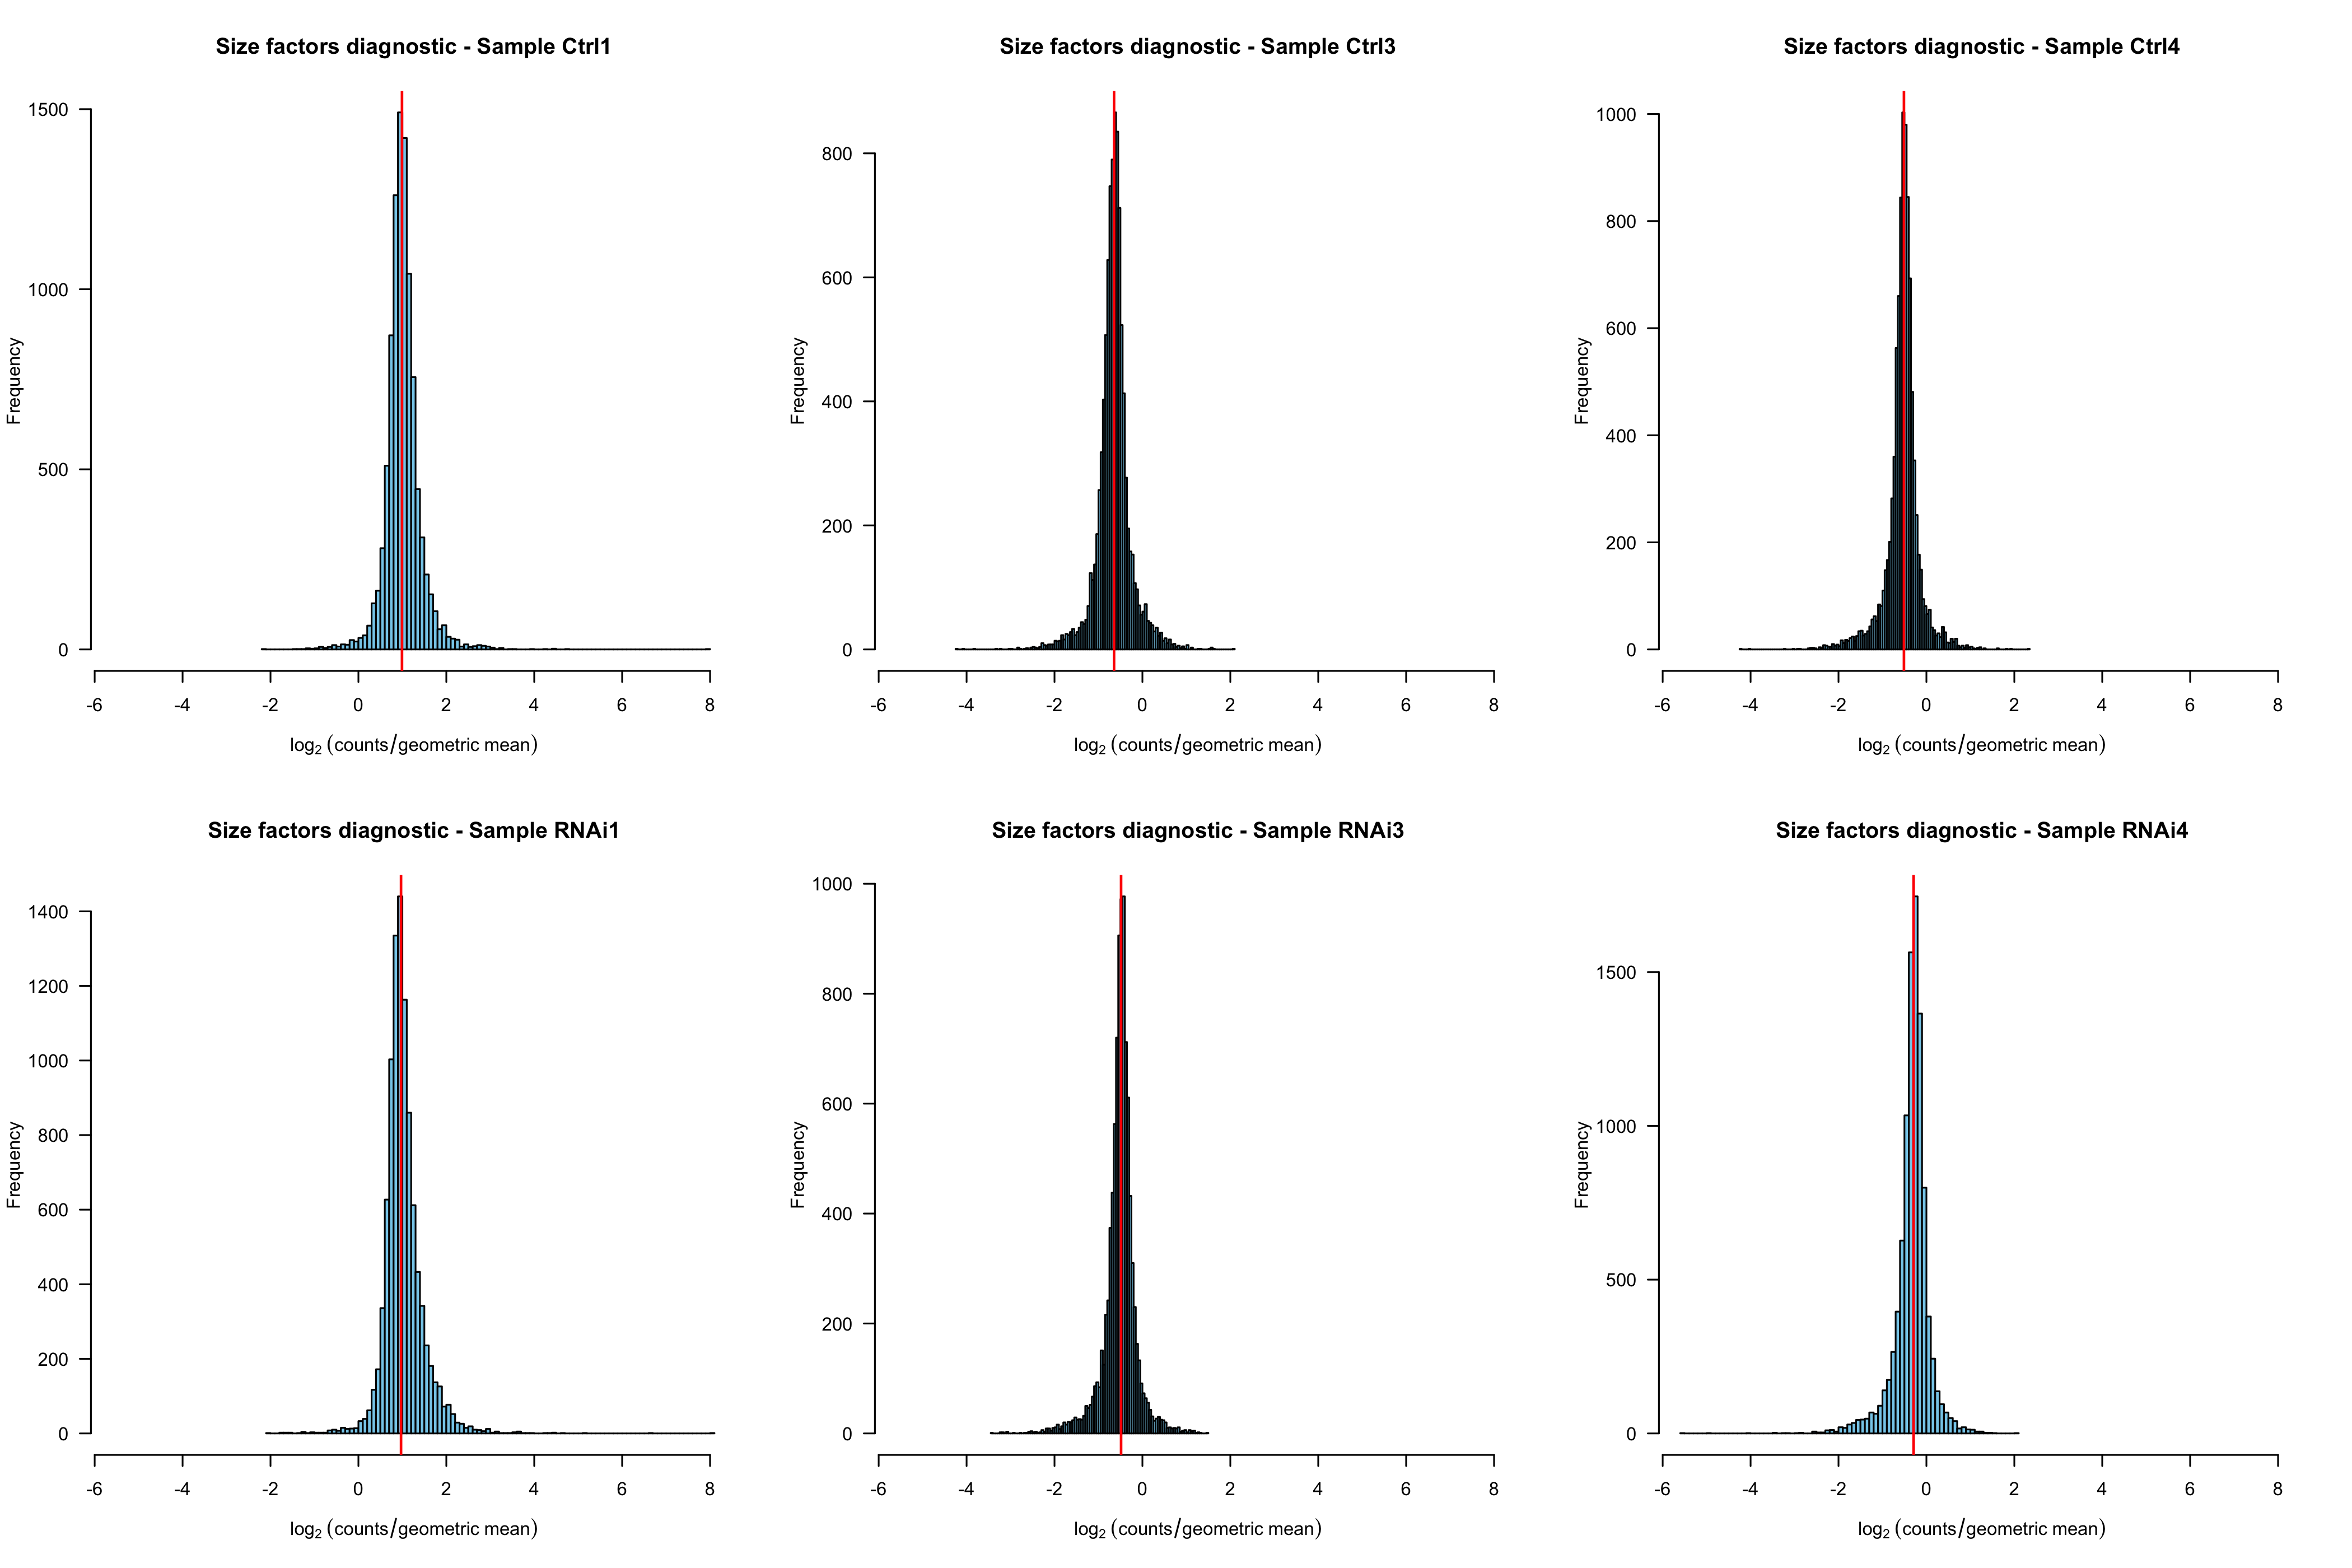 Size factors diagnostic - Sample Ctrl1
Frequency
1500
1000
500
0
-6 -4 -2 0 2 4 6 8
log₂ (counts/geometric mean)
Size factors diagnostic - Sample Ctrl3
Frequency
800
600
400
200
0
-6 -4 -2 0 2 4 6 8
log₂ (counts/geometric mean)
Size factors diagnostic - Sample Ctrl4
Frequency
1000
800
600
400
200
0
-6 -4 -2 0 2 4 6 8
log₂ (counts/geometric mean)
Size factors diagnostic - Sample RNAi1
Frequency
1400
1200
1000
800
600
400
200
0
-6 -4 -2 0 2 4 6 8
log₂ (counts/geometric mean)
Size factors diagnostic - Sample RNAi3
Frequency
1000
800
600
400
200
0
-6 -4 -2 0 2 4 6 8
log₂ (counts/geometric mean)
Size factors diagnostic - Sample RNAi4
Frequency
1500
1000
500
0
-6 -4 -2 0 2 4 6 8
log₂ (counts/geometric mean)